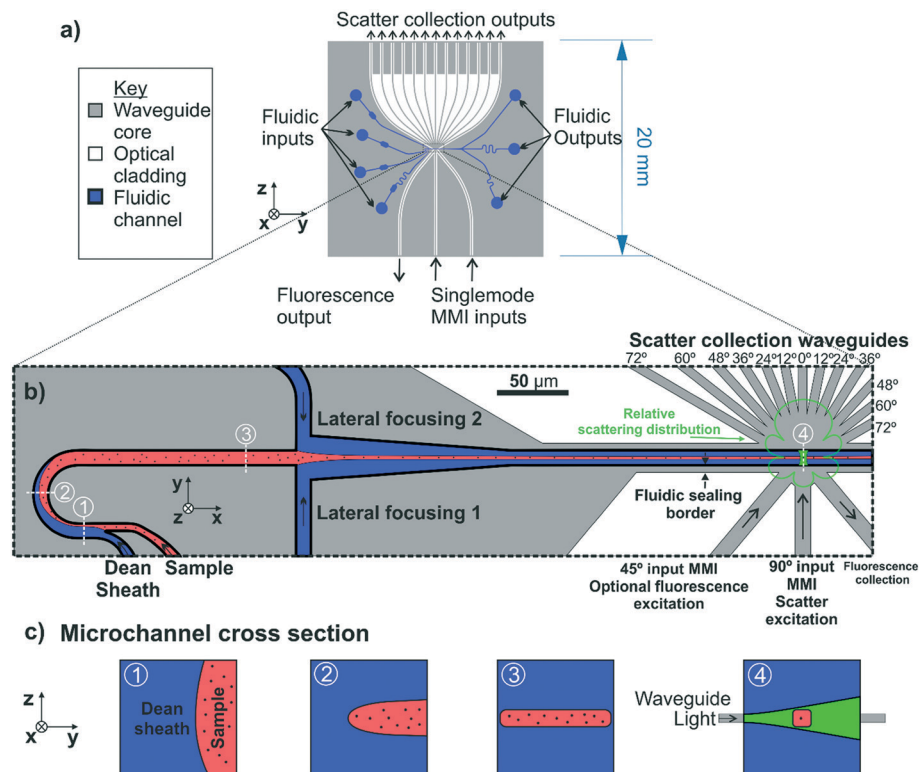 a)
Scatter collection outputs
Key
Waveguide
core
Optical
cladding
Fluidic
channel
Fluidic
inputs
Fluidic
Outputs
20 mm
z
x
y
Fluorescence
output
Singlemode
MMI inputs
b)
Scatter collection waveguides
72º 60º 48º 36º 24º 12º 0º 12º 24º 36º
48º
60º
72º
50 µm
Relative
scattering distribution
Lateral focusing 2
③
④
②
①
y
z
x
Fluidic sealing
border
Lateral focusing 1
Dean
Sheath
Sample
45º input MMI
Optional fluorescence
excitation
90º input
MMI
Scatter
excitation
Fluorescence
collection
c) Microchannel cross section
z
x
y
①
Dean
sheath
Sample
②
③
Waveguide
Light
④